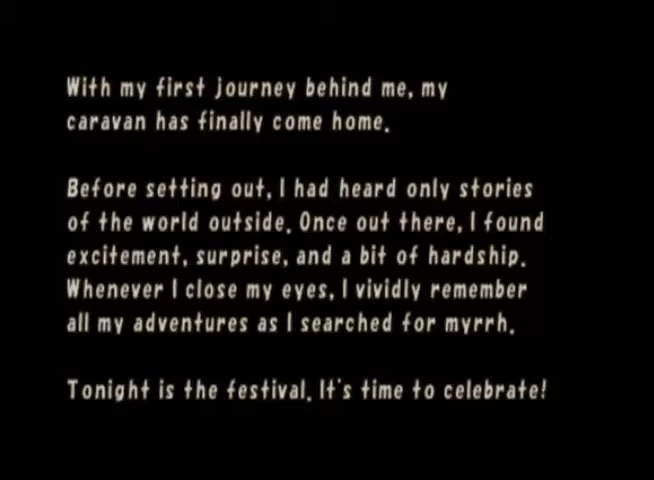 With my first journey behind me, my
caravan has finally come home.
Before setting out, I had heard only stories
of the world outside. Once out there, I found
excitement, surprise, and a bit of hardship.
Whenever I close my eyes, I vividly remember
all my adventures as I searched for myrrh.
Tonight is the festival. It's time to celebrate!